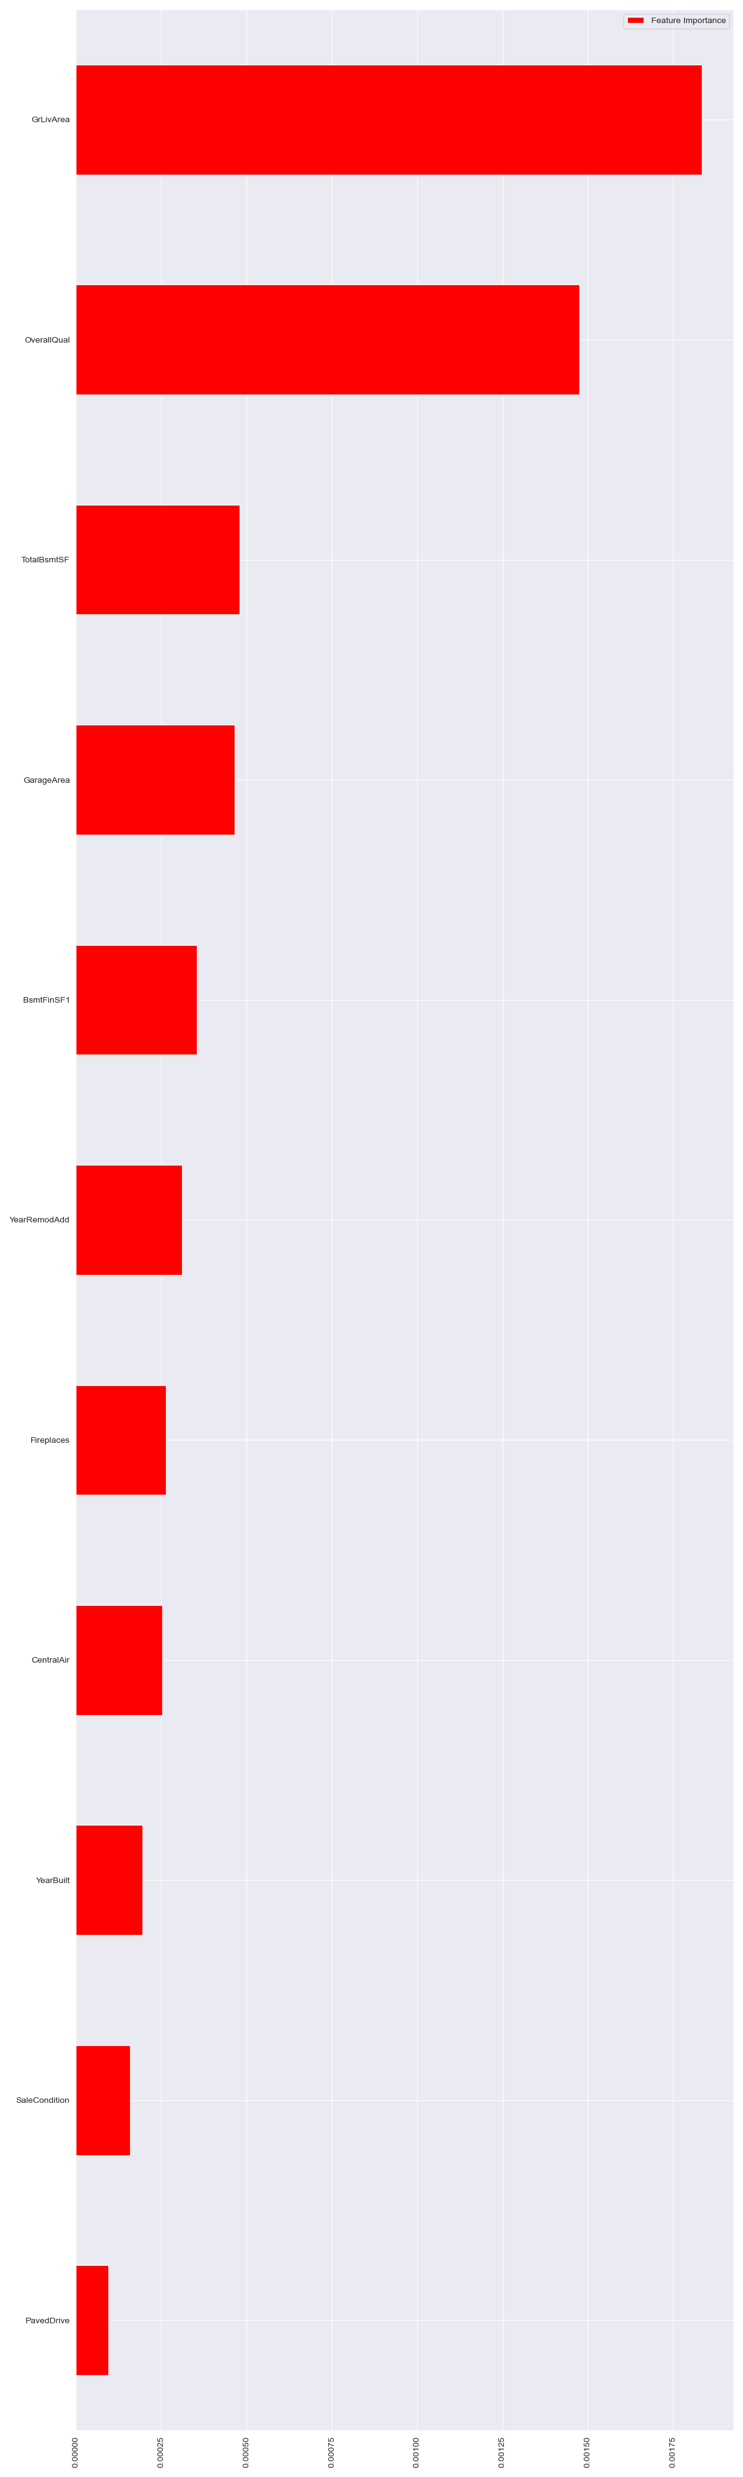 Feature Importance
GrLivArea
OverallQual
TotalBsmtSF
GarageArea
BsmtFinSF1
YearRemodAdd
Fireplaces
CentralAir
YearBuilt
SaleCondition
PavedDrive
0.00000
0.00025
0.00050
0.00075
0.00100
0.00125
0.00150
0.00175